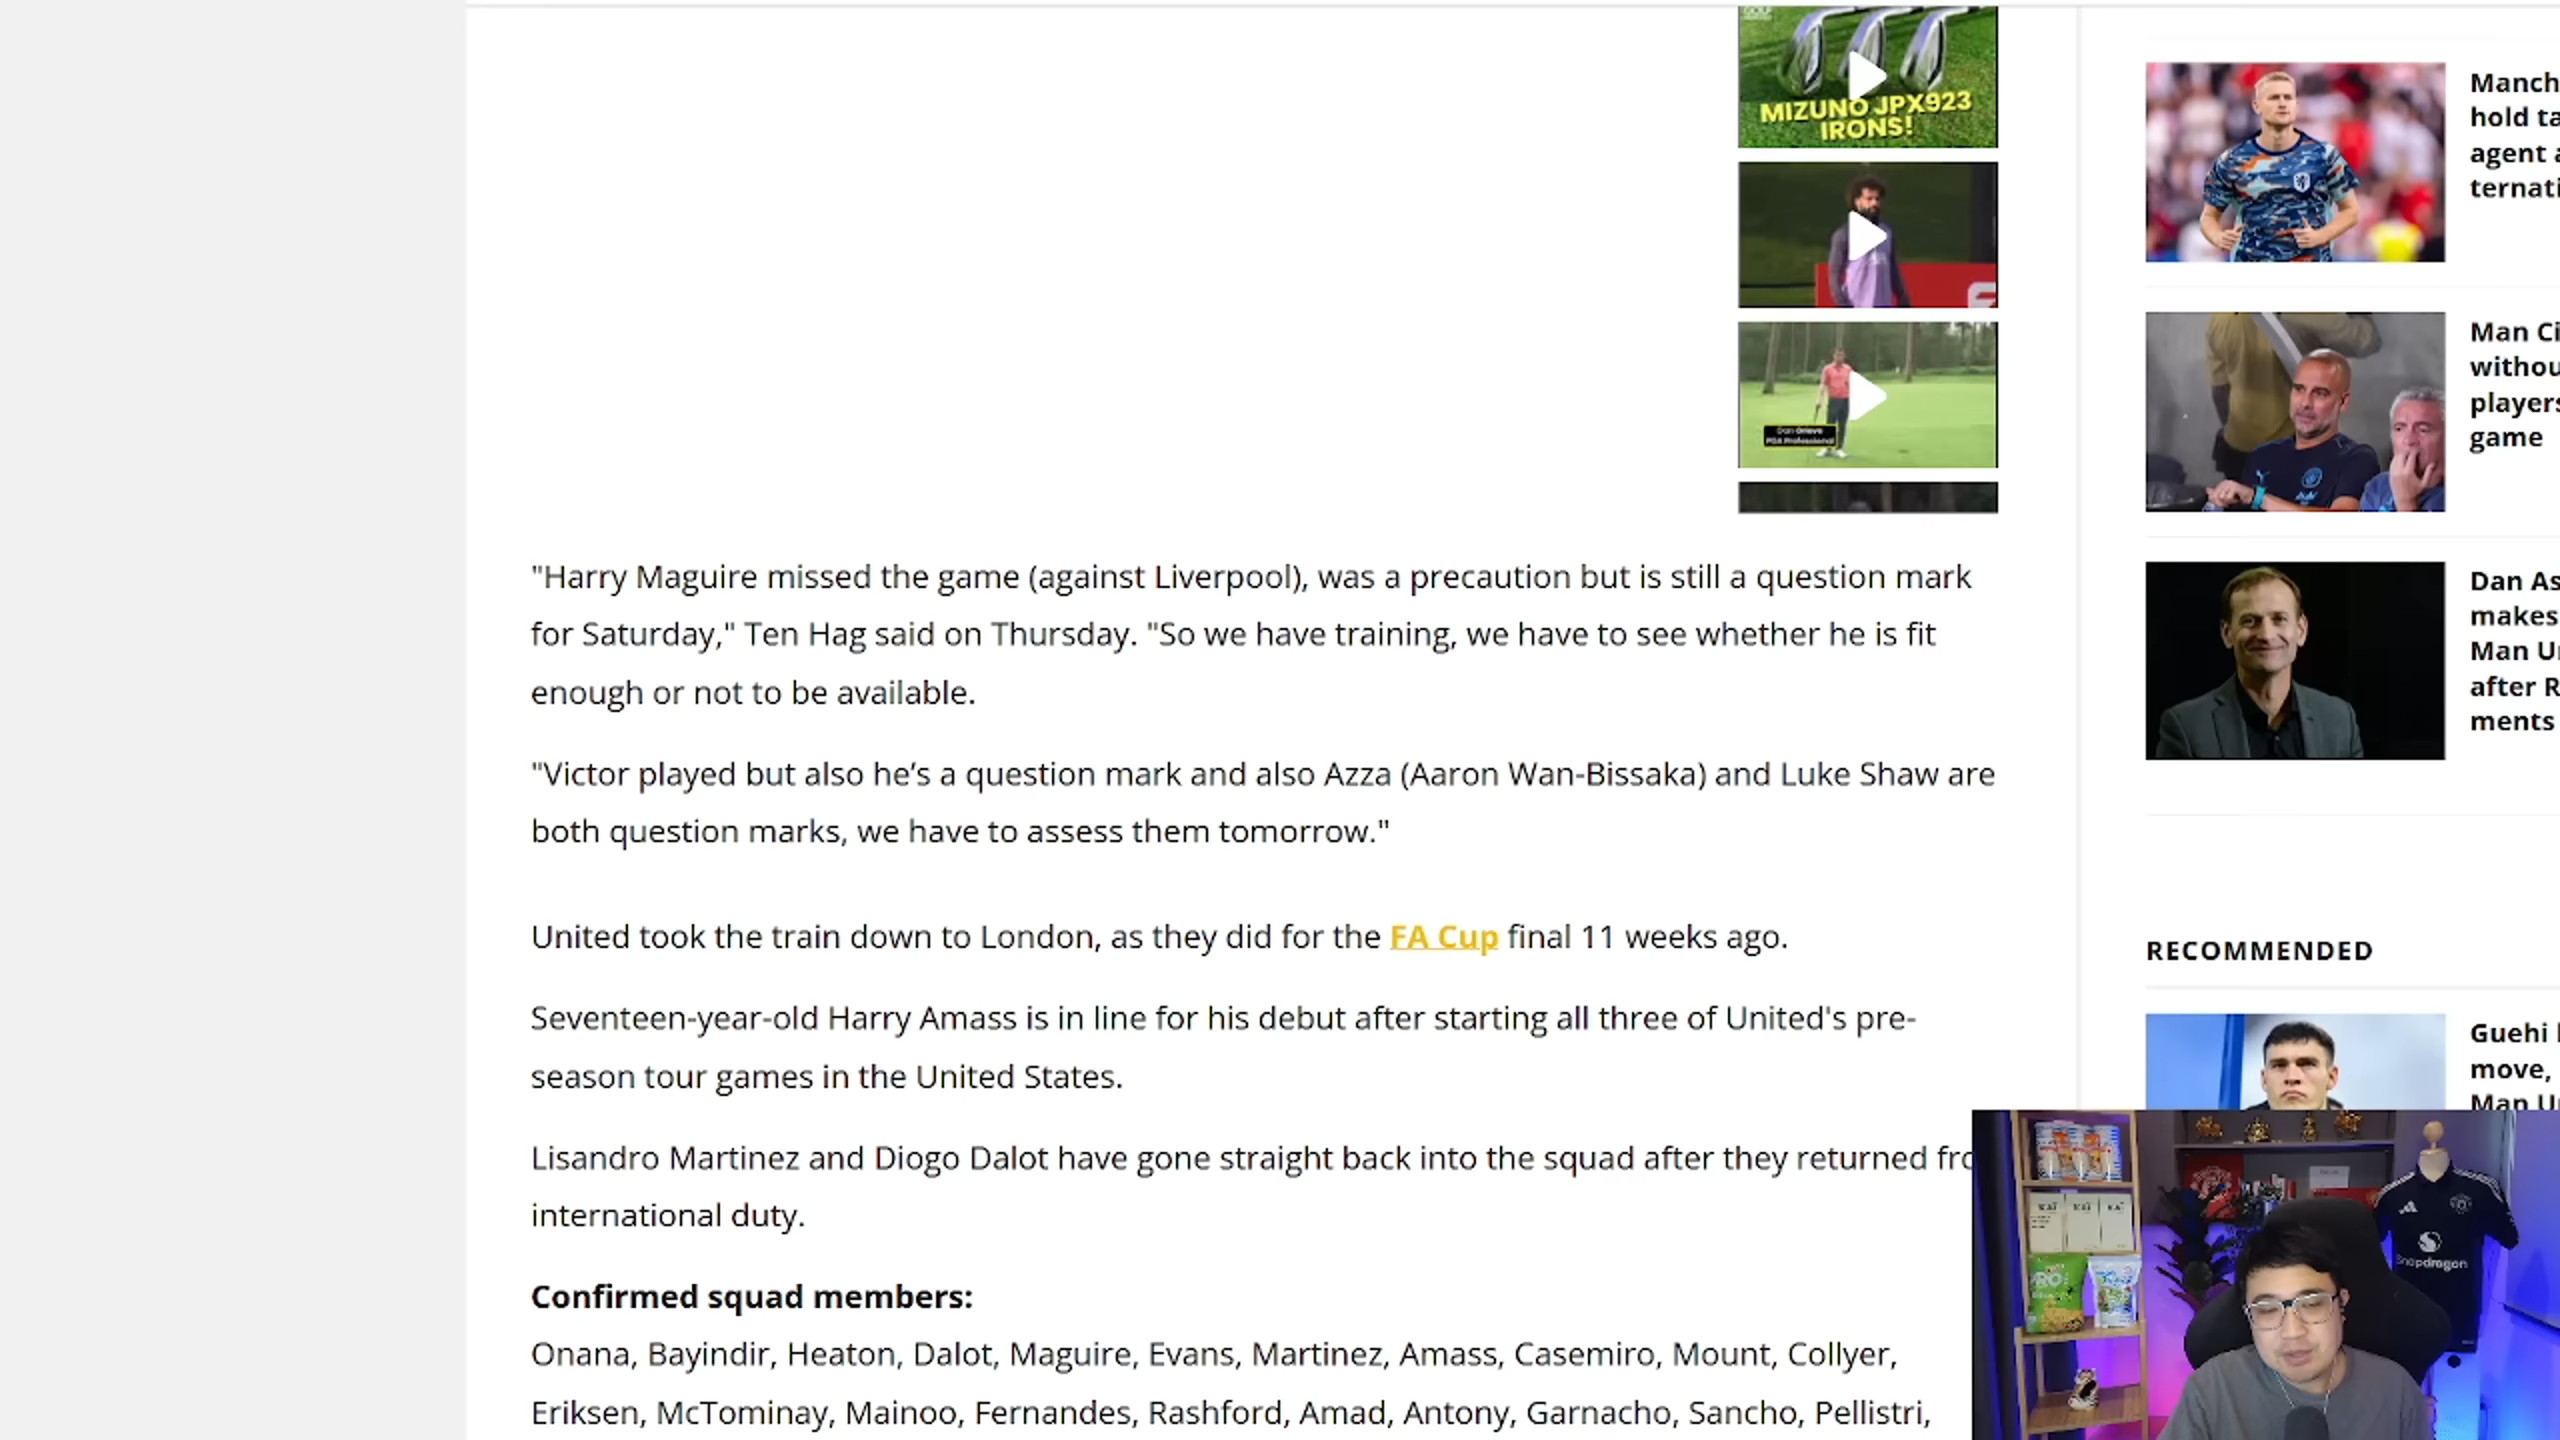 MIZUNO JPX923
IRONS!
Dan Grieve
PGA Professional
"Harry Maguire missed the game (against Liverpool), was a precaution but is still a question mark
for Saturday," Ten Hag said on Thursday. "So we have training, we have to see whether he is fit
enough or not to be available.
"Victor played but also he’s a question mark and also Azza (Aaron Wan-Bissaka) and Luke Shaw are
both question marks, we have to assess them tomorrow."
United took the train down to London, as they did for the FA Cup final 11 weeks ago.
Seventeen-year-old Harry Amass is in line for his debut after starting all three of United's pre-
season tour games in the United States.
Lisandro Martinez and Diogo Dalot have gone straight back into the squad after they returned fro
international duty.
Confirmed squad members:
Onana, Bayindir, Heaton, Dalot, Maguire, Evans, Martinez, Amass, Casemiro, Mount, Collyer,
Eriksen, McTominay, Mainoo, Fernandes, Rashford, Amad, Antony, Garnacho, Sancho, Pellistri,
Manch
hold ta
agent a
ternati
Man Ci
withou
players
game
Dan As
makes
Man Un
after R
ments
RECOMMENDED
Guehi
move,
Man Un
Snapdragon